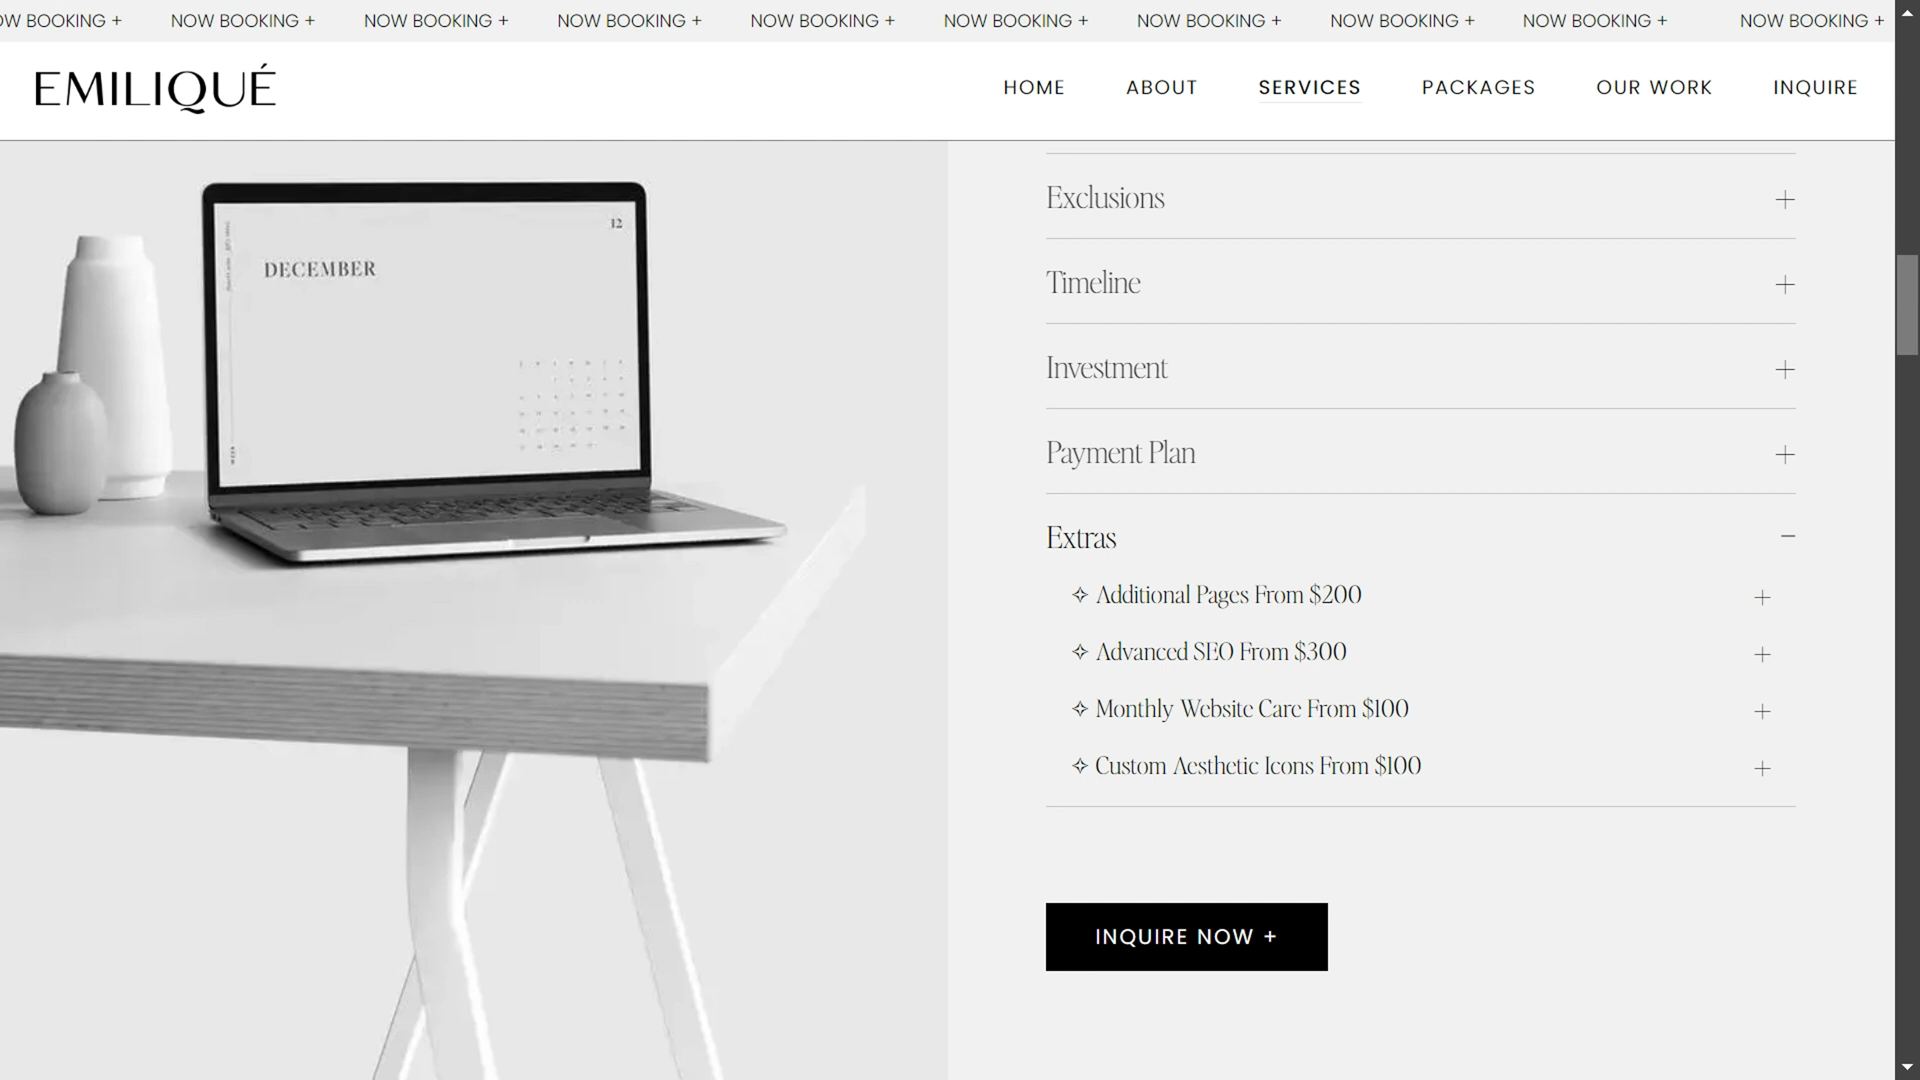 NOW BOOKING + NOW BOOKING + NOW BOOKING + NOW BOOKING + NOW BOOKING + NOW BOOKING + NOW BOOKING + NOW BOOKING + NOW BOOKING +
EMILIQUÉ
HOME ABOUT SERVICES PACKAGES OUR WORK INQUIRE
12
DECEMBER
Exclusions +
Timeline +
Investment +
Payment Plan +
Extras −
✧ Additional Pages From $200 +
✧ Advanced SEO From $300 +
✧ Monthly Website Care From $100 +
✧ Custom Aesthetic Icons From $100 +
INQUIRE NOW +